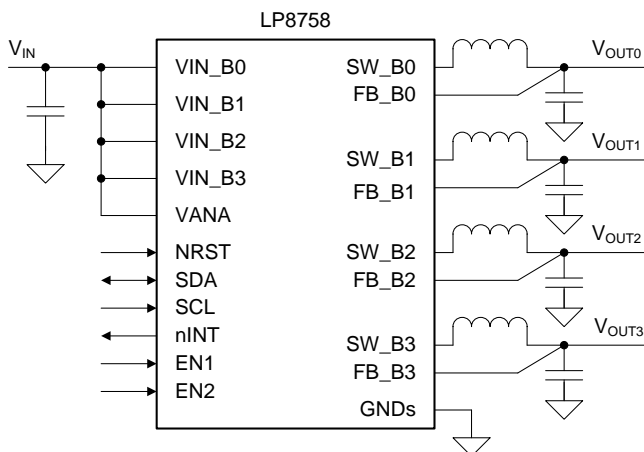 LP8758
VIN
VIN_B0
VIN_B1
VIN_B2
VIN_B3
VANA
NRST
SDA
SCL
nINT
EN1
EN2
SW_B0
FB_B0
SW_B1
FB_B1
SW_B2
FB_B2
SW_B3
FB_B3
GNDs
VOUT0
VOUT1
VOUT2
VOUT3